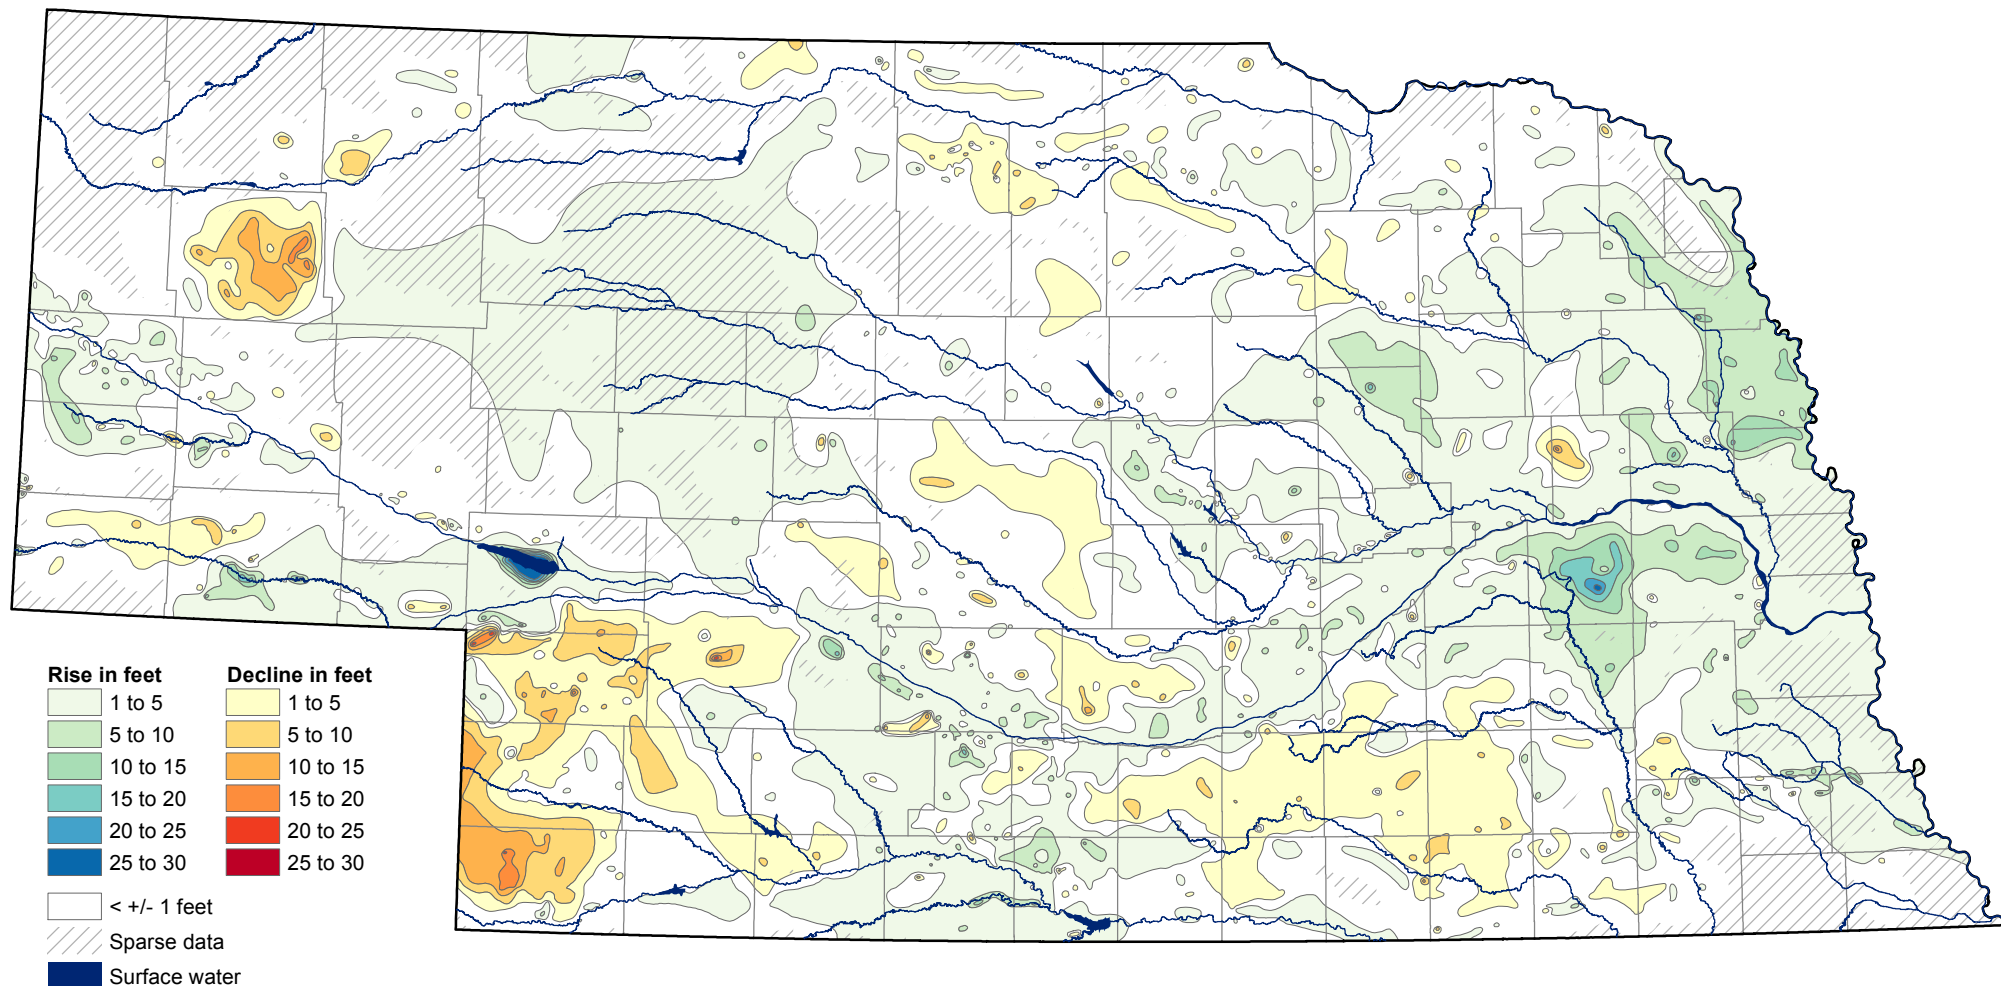 Rise in feet
1 to 5
5 to 10
10 to 15
15 to 20
20 to 25
25 to 30
Decline in feet
1 to 5
5 to 10
10 to 15
15 to 20
20 to 25
25 to 30
< +/- 1 feet
Sparse data
Surface water